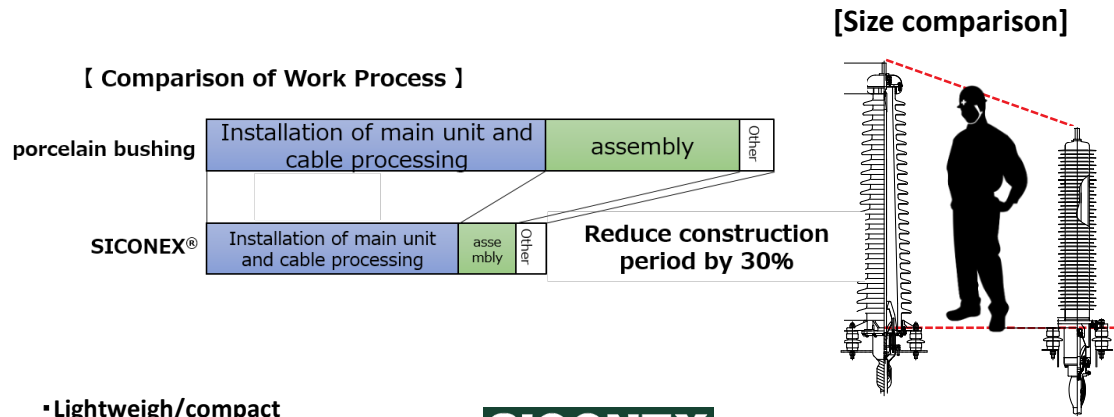 [Size comparison]
【 Comparison of Work Process 】
porcelain bushing
Installation of main unit and
cable processing
assembly
Other
SICONEX®
Installation of main unit
and cable processing
asse
mbly
Other
Reduce construction
period by 30%
▪Lightweigh/compact
SICONEX